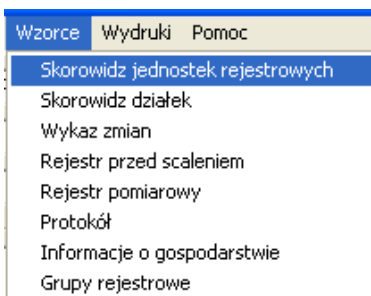 Wzorce Wydruki Pomoc
Skorowidz jednostek rejestrowych
Skorowidz działek
Wykaz zmian
Rejestr przed scaleniem
Rejestr pomiarowy
Protokół
Informacje o gospodarstwie
Grupy rejestrowe